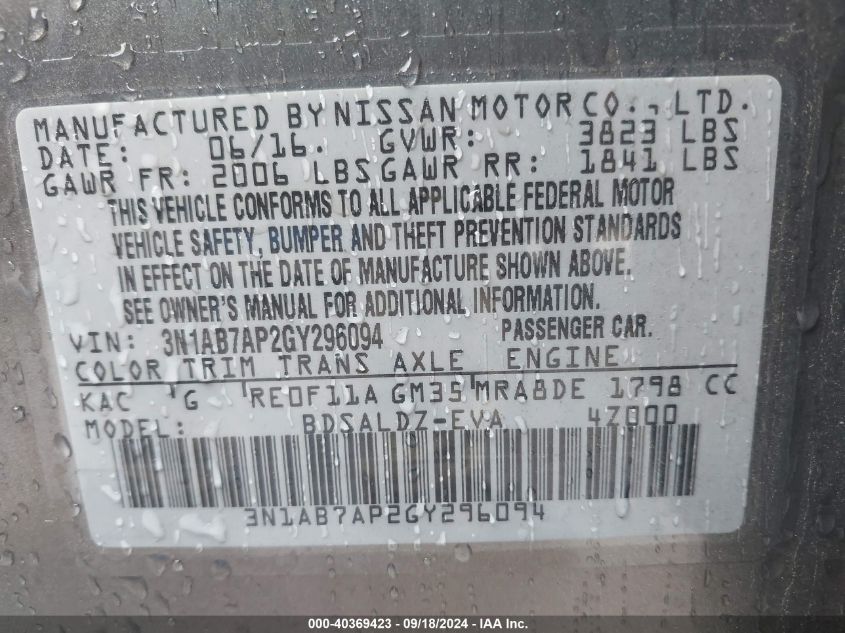 MANUFACTURED BY NISSAN MOTOR CO., LTD.
DATE: 06/16. GVWR: 3823 LBS
GAWR FR: 2006 LBS GAWR RR: 1841 LBS
THIS VEHICLE CONFORMS TO ALL APPLICABLE FEDERAL MOTOR
VEHICLE SAFETY, BUMPER AND THEFT PREVENTION STANDARDS
IN EFFECT ON THE DATE OF MANUFACTURE SHOWN ABOVE.
SEE OWNER'S MANUAL FOR ADDITIONAL INFORMATION.
VIN: 3N1AB7AP2GY296094 PASSENGER CAR.
COLOR TRIM TRANS AXLE ENGINE
KAC G RE0F11A GM35 MRA8DE 1798 CC
MODEL: BDSALDZ-EVA 4Z000
3N1AB7AP2GY296094
000-40369423 - 09/18/2024 - IAA Inc.